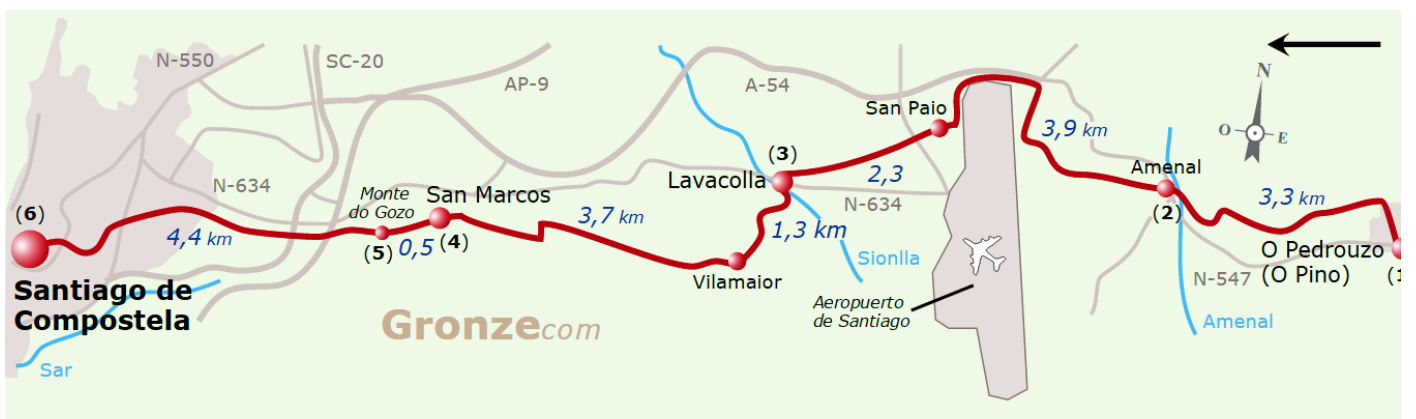 N-550
SC-20
AP-9
A-54
N
O
E
San Paio
3,9 km
(3)
Lavacolla
2,3
Amenal
(2)
3,3 km
N-634
Monte
do Gozo
San Marcos
3,7 km
N-634
(6)
4,4 km
(5)
0,5
(4)
1,3 km
Sionlla
O Pedrouzo
(O Pino)
(1
N-547
Vilamaior
Santiago de
Compostela
Aeropuerto
de Santiago
Amenal
Gronze com
Sar